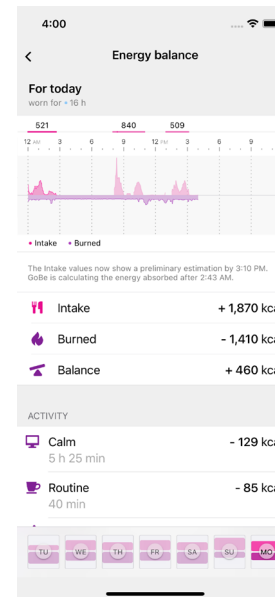 4:00
Energy balance
For today
worn for • 16 h
521 840 509
12 AM 3 6 9 12 PM 3 6 9
• Intake • Burned
The Intake values now show a preliminary estimation by 3:10 PM.
GoBe is calculating the energy absorbed after 2:43 AM.
Intake + 1,870 kca
Burned - 1,410 kca
Balance + 460 kca
ACTIVITY
Calm - 129 kca
5 h 25 min
Routine - 85 kca
40 min
TU WE TH FR SA SU MO